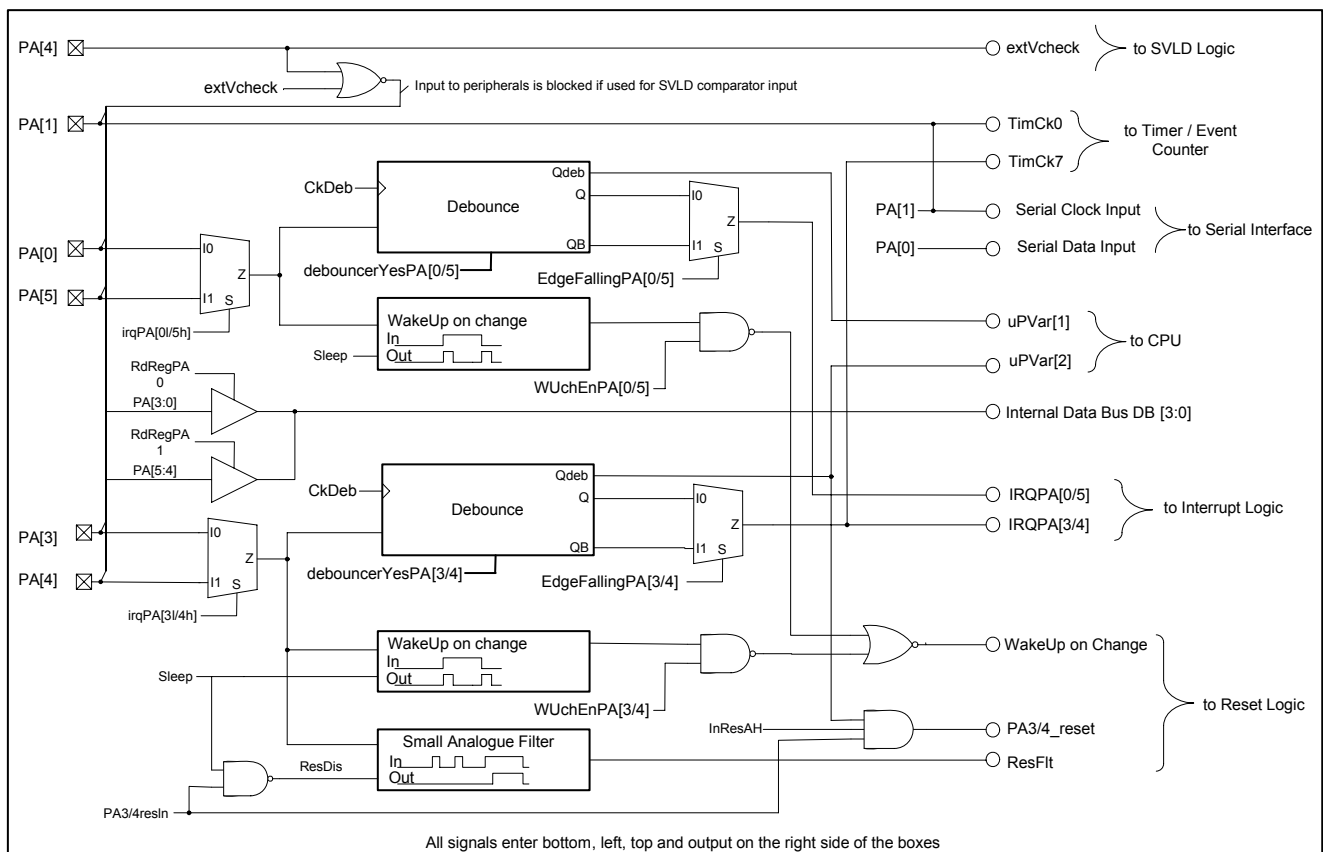 PA[4]
extVcheck
to SVLD Logic
extVcheck
Input to peripherals is blocked if used for SVLD comparator input
PA[1]
TimCk0
to Timer / Event
Counter
TimCk7
Qdeb
CkDeb
Q
I0
Debounce
Z
PA[1]
Serial Clock Input
to Serial Interface
PA[0]
I0
QB
I1
S
PA[0]
Serial Data Input
Z
debouncerYesPA[0/5]
EdgeFallingPA[0/5]
PA[5]
I1
S
WakeUp on change
uPVar[1]
irqPA[0l/5h]
In
to CPU
Sleep
Out
uPVar[2]
RdRegPA
0
WUchEnPA[0/5]
PA[3:0]
Internal Data Bus DB [3:0]
RdRegPA
1
PA[5:4]
Qdeb
CkDeb
Q
I0
IRQPA[0/5]
Debounce
to Interrupt Logic
PA[3]
I0
Z
IRQPA[3/4]
QB
I1
S
Z
debouncerYesPA[3/4]
EdgeFallingPA[3/4]
PA[4]
I1
S
irqPA[3l/4h]
WakeUp on change
WakeUp on Change
In
Sleep
Out
WUchEnPA[3/4]
to Reset Logic
InResAH
PA3/4_reset
Small Analogue Filter
In
ResFlt
ResDis
Out
PA3/4resIn
All signals enter bottom, left, top and output on the right side of the boxes